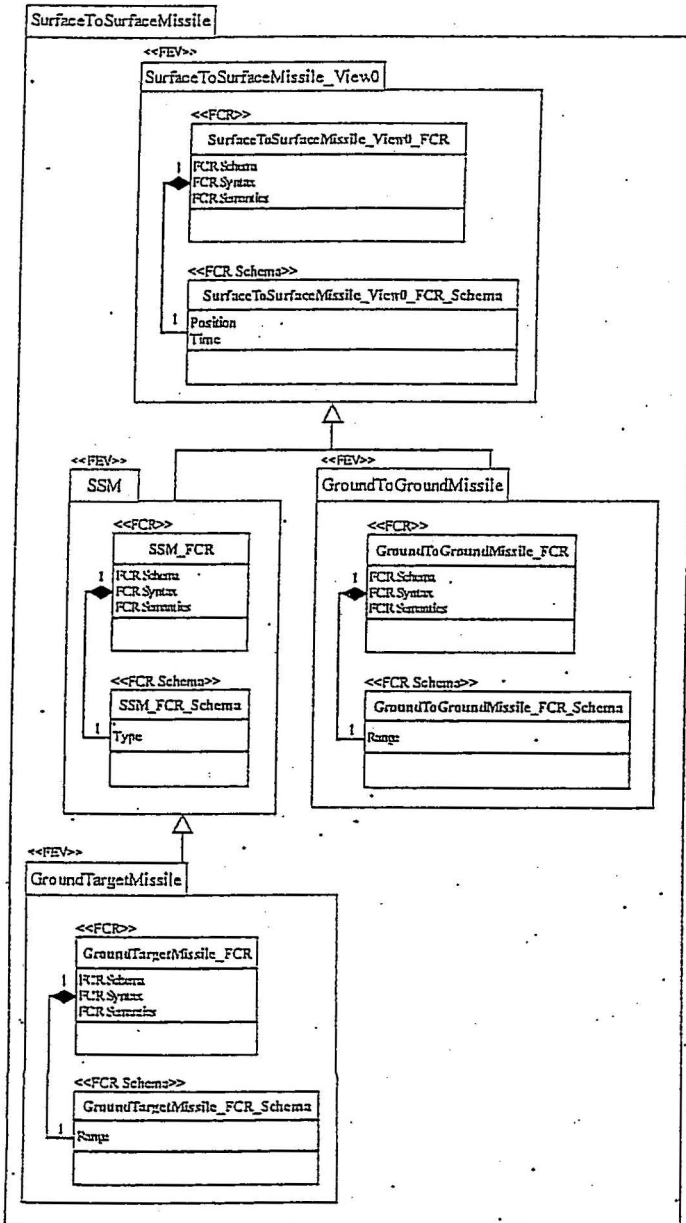 SurfaceToSurfaceMissile
<<FEV>>
SurfaceToSurfaceMissile_View0
<<FCR>>
SurfaceToSurfaceMissile_View0_FCR
1
FCR Schema
FCR Syntax
FCR Semantics
<<FCR Schema>>
SurfaceToSurfaceMissile_View0_FCR_Schema
1
Position
Time
<<FEV>>
SSM
<<FCR>>
SSM_FCR
1
FCR Schema
FCR Syntax
FCR Semantics
<<FCR Schema>>
SSM_FCR_Schema
1
Type
<<FEV>>
GroundToGroundMissile
<<FCR>>
GroundToGroundMissile_FCR
1
FCR Schema
FCR Syntax
FCR Semantics
<<FCR Schema>>
GroundToGroundMissile_FCR_Schema
1
Range
<<FEV>>
GroundTargetMissile
<<FCR>>
GroundTargetMissile_FCR
1
FCR Schema
FCR Syntax
FCR Semantics
<<FCR Schema>>
GroundTargetMissile_FCR_Schema
1
Range